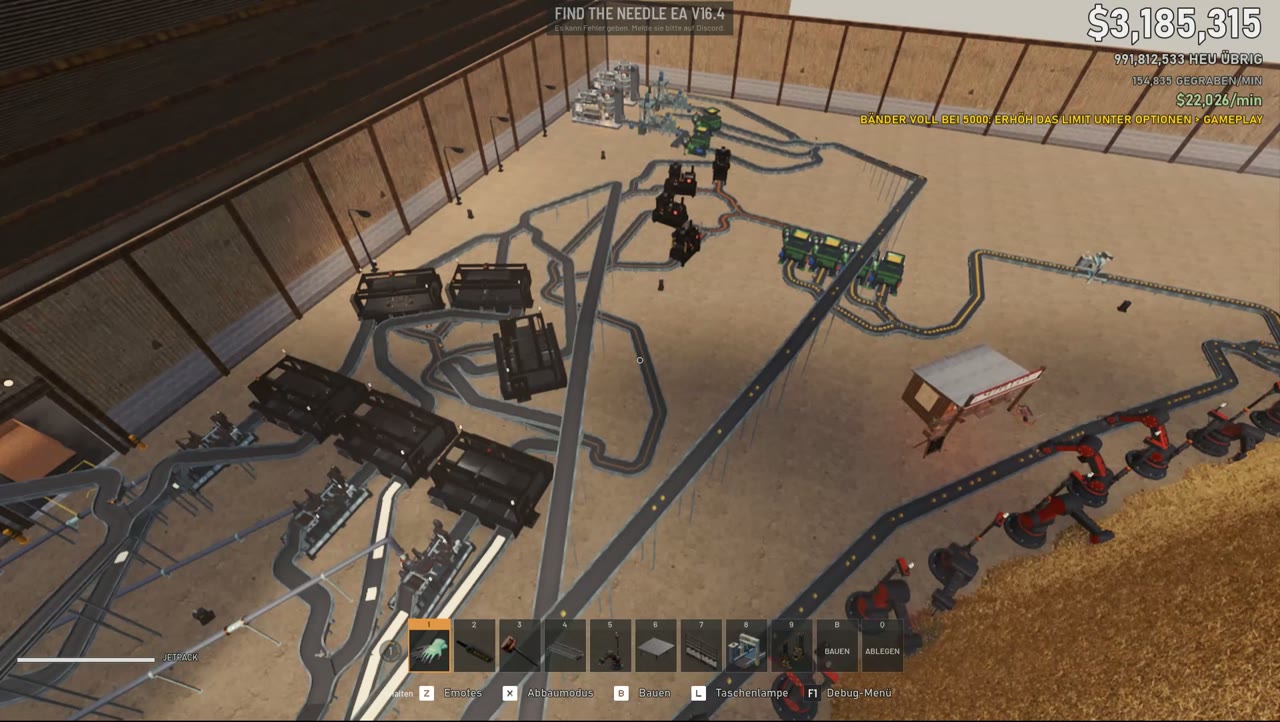 FIND THE NEEDLE EA V16.4
Es kann Fehler geben. Melde sie bitte auf Discord.
$3,185,315
991,812,533 HEU ÜBRIG
154,835 GEGRABEN/MIN
$22,026/min
BÄNDER VOLL BEI 5000: ERHÖH DAS LIMIT UNTER OPTIONEN > GAMEPLAY
JETPACK
1 2 3 4 5 6 7 8 9 B 0
BAUEN ABLEGEN
Z Emotes X Abbaumodus B Bauen L Taschenlampe F1 Debug-Menü